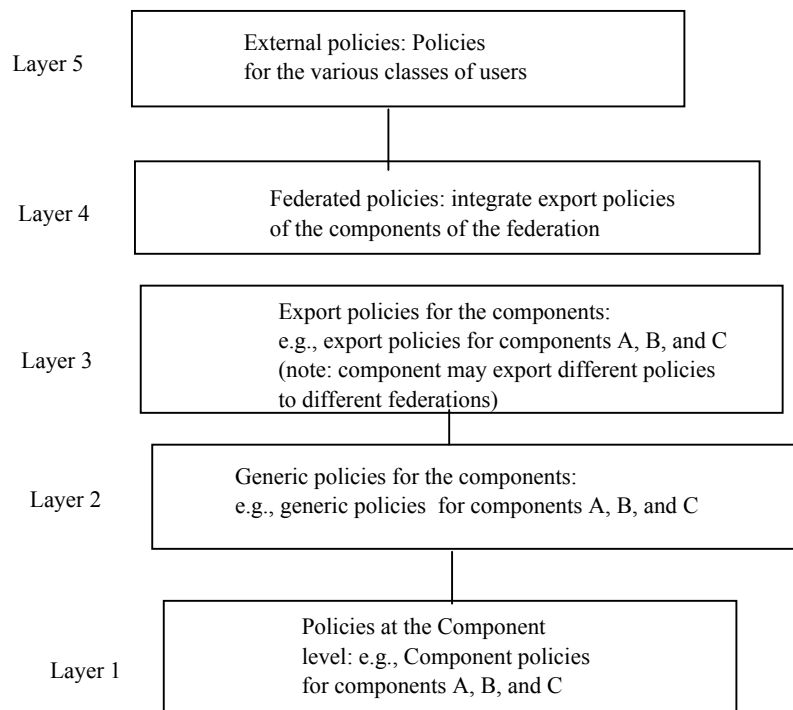 Layer 5
External policies: Policies
for the various classes of users
Layer 4
Federated policies: integrate export policies
of the components of the federation
Layer 3
Export policies for the components:
e.g., export policies for components A, B, and C
(note: component may export different policies
to different federations)
Layer 2
Generic policies for the components:
e.g., generic policies for components A, B, and C
Layer 1
Policies at the Component
level: e.g., Component policies
for components A, B, and C